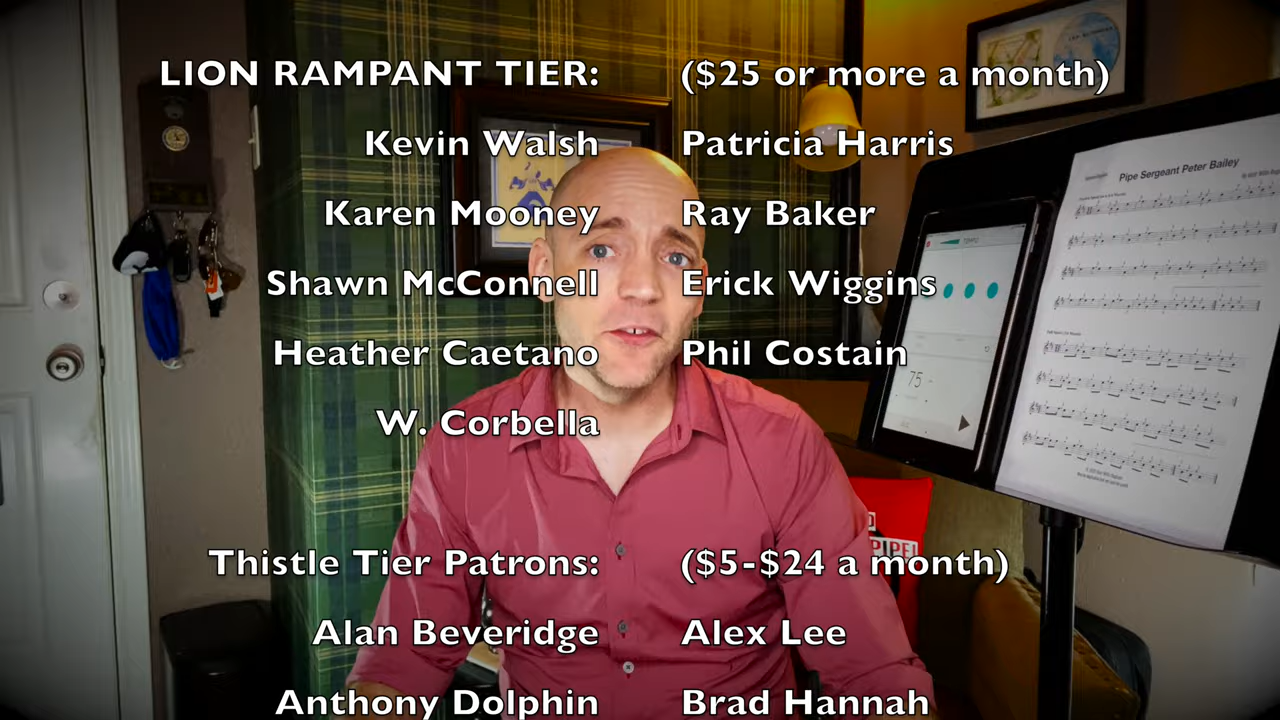 LION RAMPANT TIER: ($25 or more a month)
Kevin Walsh Patricia Harris
Karen Mooney Ray Baker
Shawn McConnell Erick Wiggins
Heather Caetano Phil Costain
W. Corbella
Thistle Tier Patrons: ($5-$24 a month)
Alan Beveridge Alex Lee
Anthony Dolphin Brad Hannah
Pipe Sergeant Peter Bailey
TEMPO
75